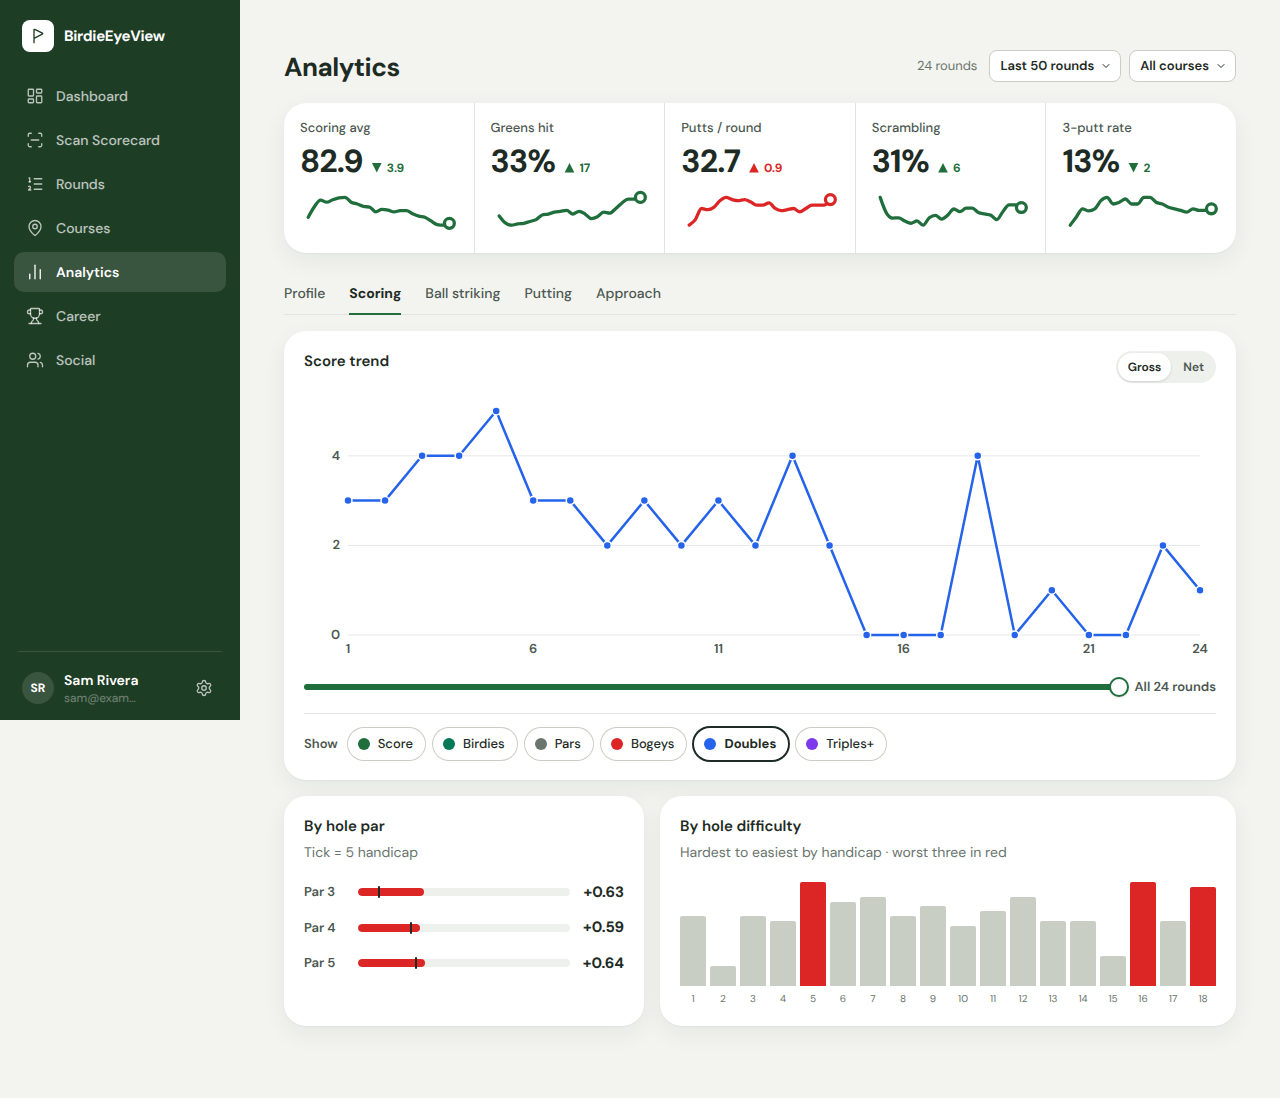 BirdieEyeView
Dashboard
Scan Scorecard
Rounds
Courses
Analytics
Career
Social
SR
Sam Rivera
sam@exam...
Analytics
24 rounds
Last 50 rounds
All courses
Scoring avg
82.9 ▼ 3.9
Greens hit
33% ▲ 17
Putts / round
32.7 ▲ 0.9
Scrambling
31% ▲ 6
3-putt rate
13% ▼ 2
Profile
Scoring
Ball striking
Putting
Approach
Score trend
Gross
Net
4
2
0
1 6 11 16 21 24
All 24 rounds
Show
Score
Birdies
Pars
Bogeys
Doubles
Triples+
By hole par
Tick = 5 handicap
Par 3 +0.63
Par 4 +0.59
Par 5 +0.64
By hole difficulty
Hardest to easiest by handicap · worst three in red
1 2 3 4 5 6 7 8 9 10 11 12 13 14 15 16 17 18